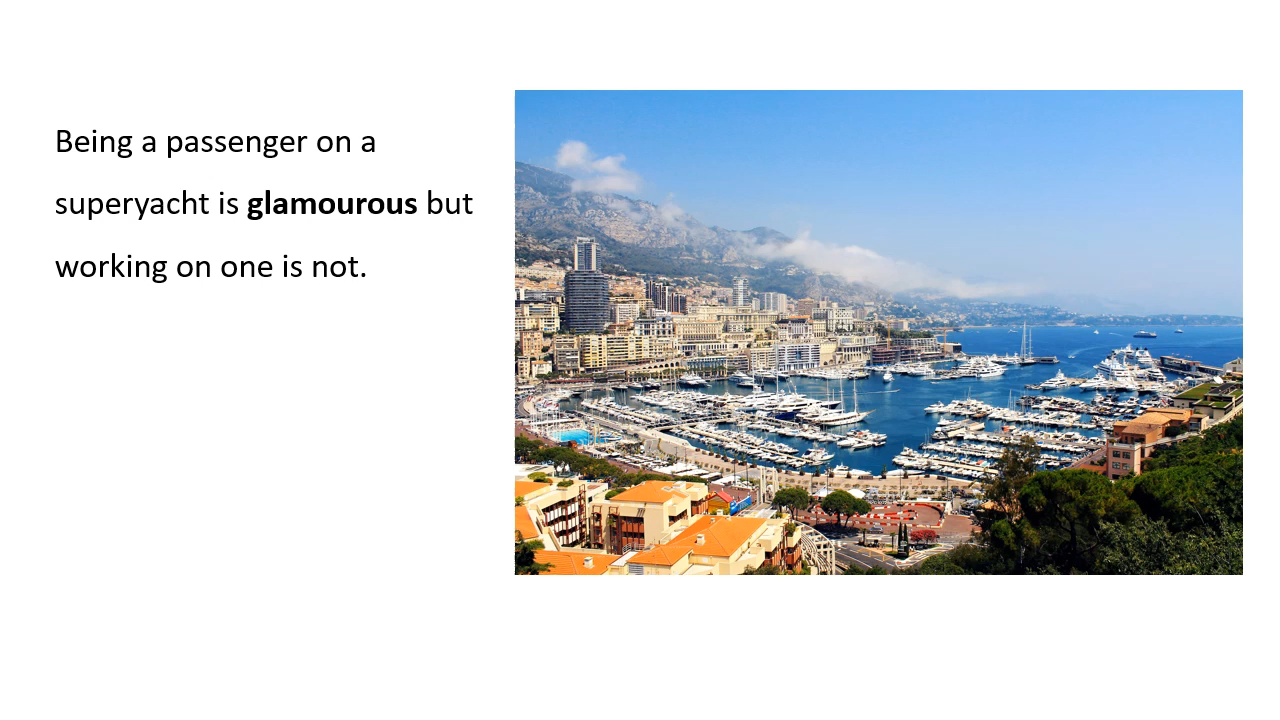 Being a passenger on a
superyacht is glamourous but
working on one is not.